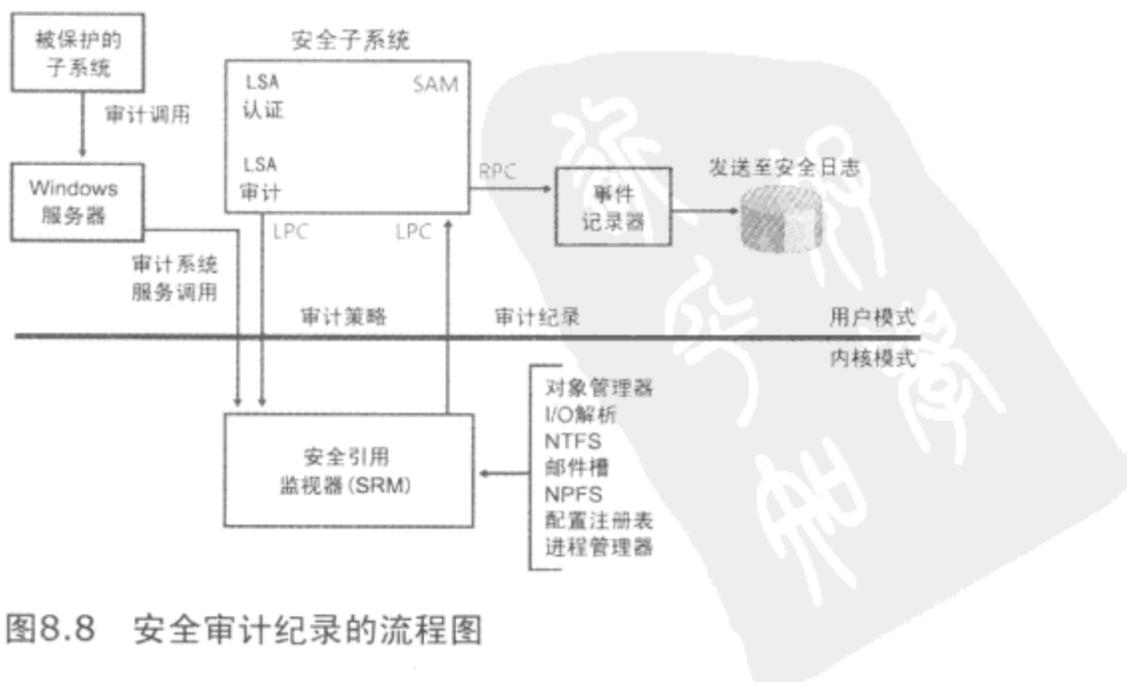 被保护的
子系统
审计调用
Windows
服务器
审计系统
服务调用
安全子系统
LSA
认证
SAM
LSA
审计
LPC
LPC
RPC
事件
记录器
发送至安全日志
审计策略
审计纪录
用户模式
内核模式
安全引用
监视器(SRM)
对象管理器
I/O解析
NTFS
邮件槽
NPFS
配置注册表
进程管理器
图8.8 安全审计纪录的流程图